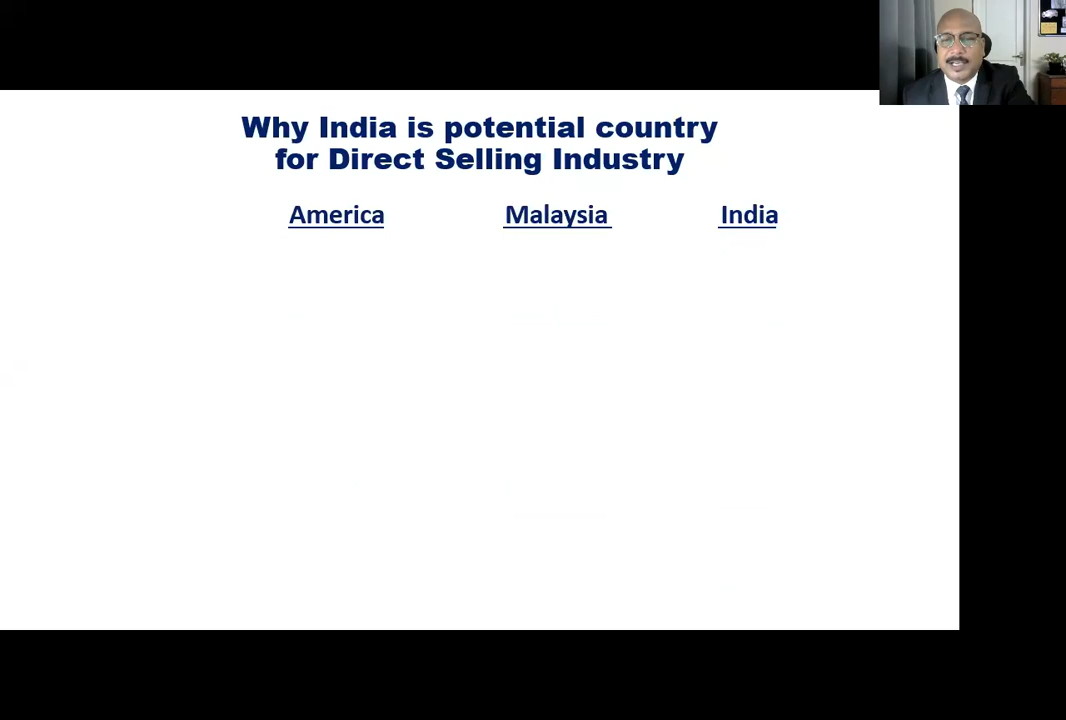 Why India is potential country
for Direct Selling Industry
America Malaysia India